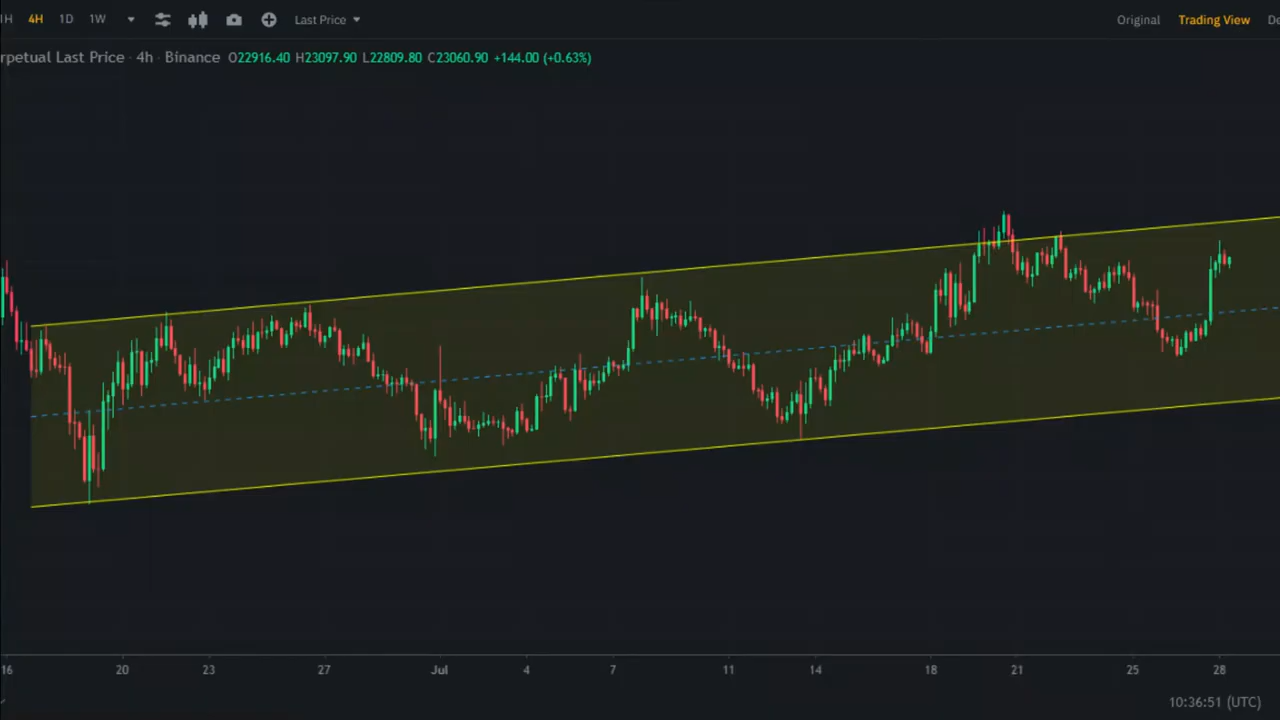 1H 4H 1D 1W Last Price Original Trading View
rpetual Last Price · 4h · Binance O22916.40 H23097.90 L22809.80 C23060.90 +144.00 (+0.63%)
16 20 23 27 Jul 4 7 11 14 18 21 25 28
10:36:51 (UTC)